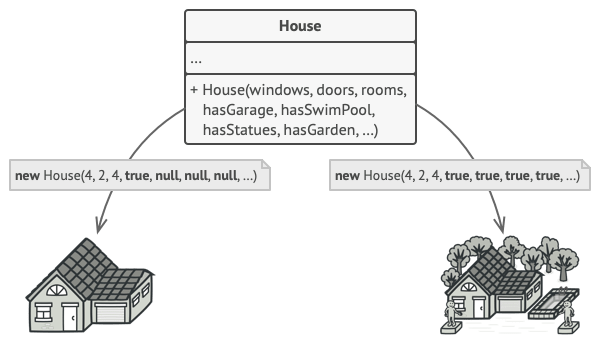 House
...
+ House(windows, doors, rooms,
hasGarage, hasSwimPool,
hasStatues, hasGarden, ...)
new House(4, 2, 4, true, null, null, null, ...)
new House(4, 2, 4, true, true, true, true, ...)